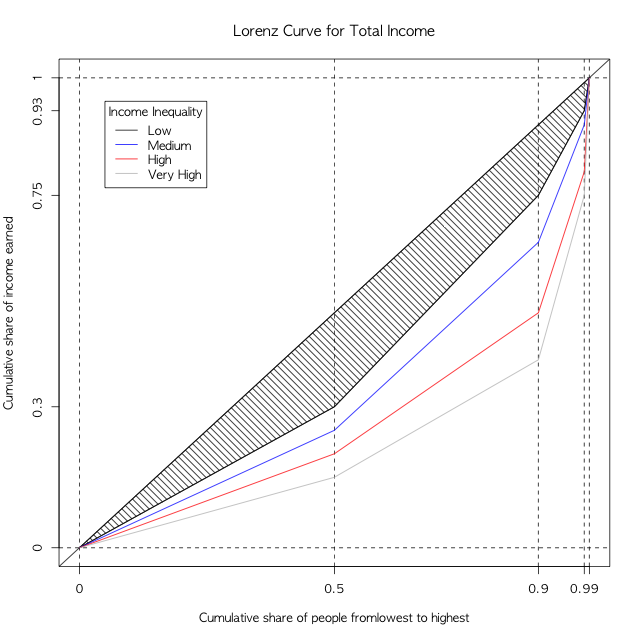 Lorenz Curve for Total Income
Cumulative share of income earned
1
0.93
0.75
0.3
0
Income Inequality
Low
Medium
High
Very High
0 0.5 0.9 0.99
Cumulative share of people fromlowest to highest